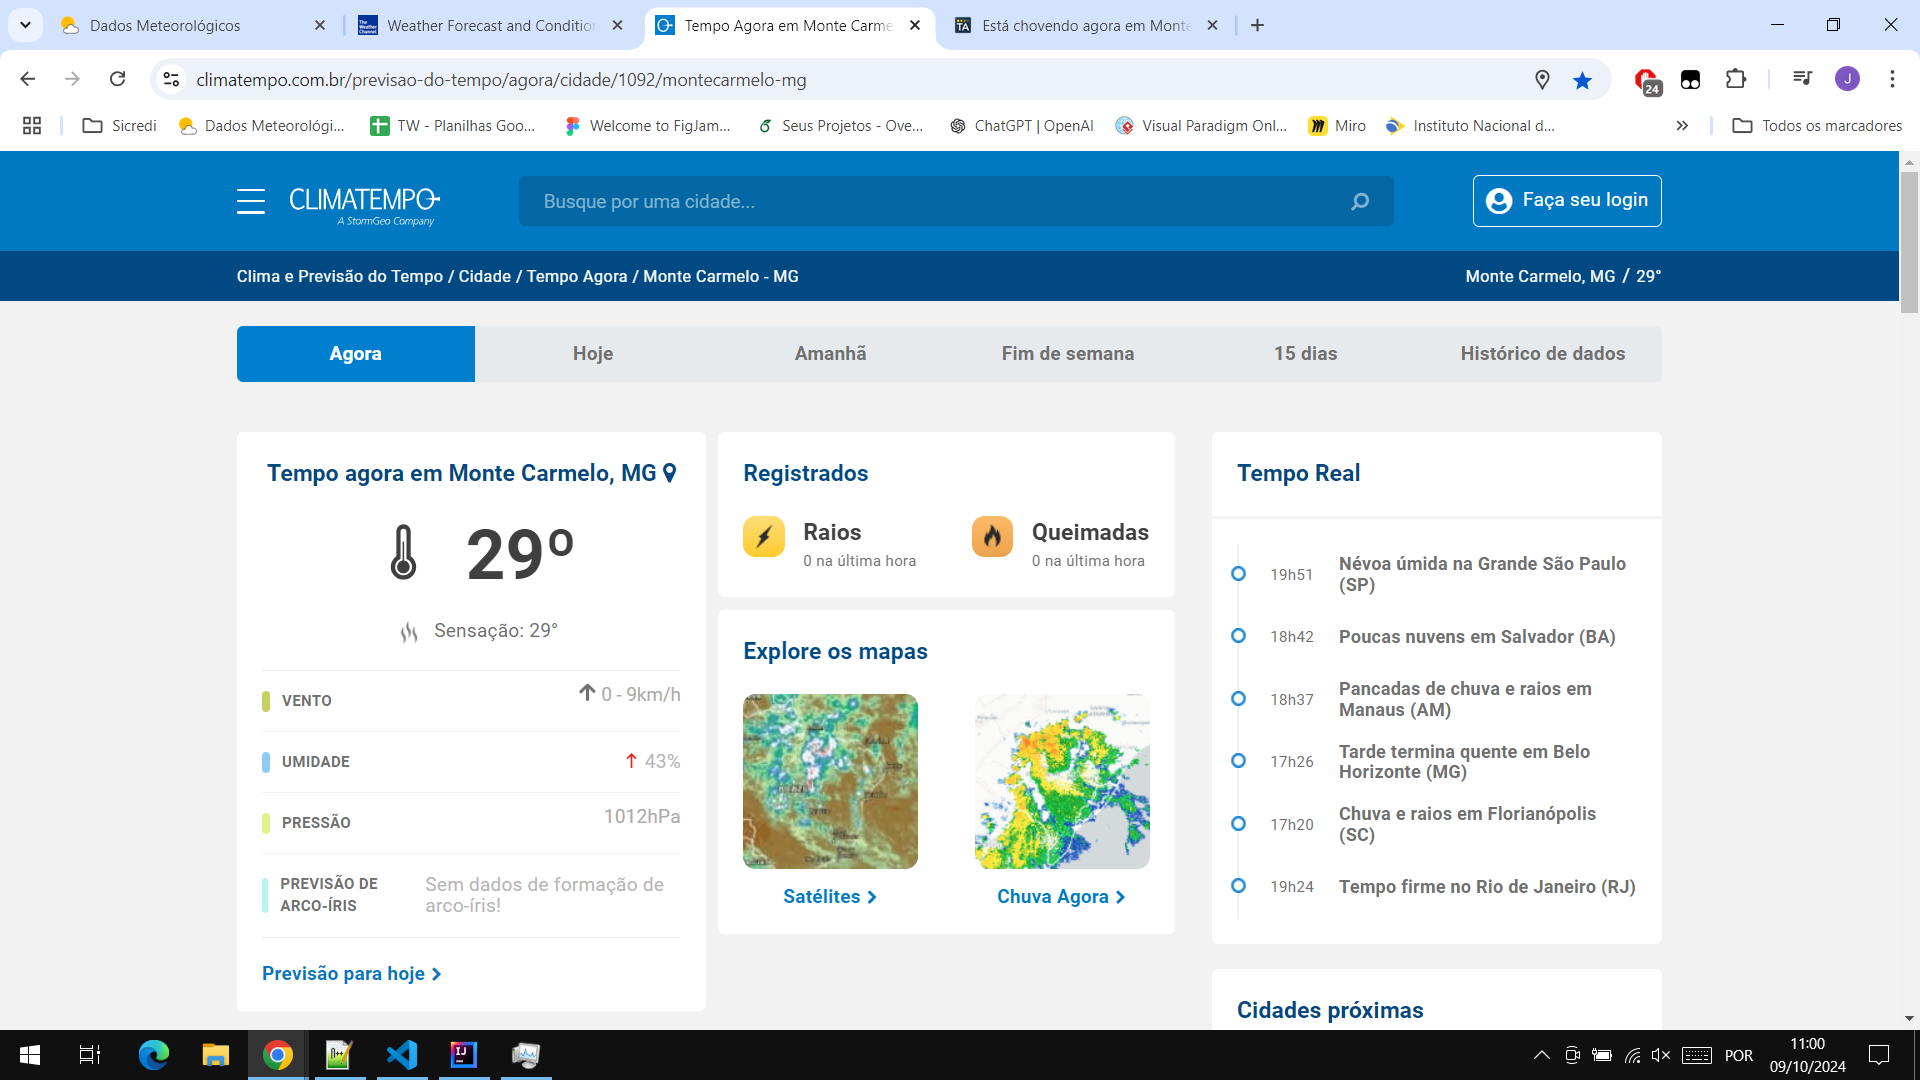 Dados Meteorológicos
Weather Forecast and Conditio
Tempo Agora em Monte Carme
Está chovendo agora em Monte
climatempo.com.br/previsao-do-tempo/agora/cidade/1092/montecarmelo-mg
24
J
Sicredi
Dados Meteorológi...
TW - Planilhas Goo...
Welcome to FigJam...
Seus Projetos - Ove...
ChatGPT | OpenAI
Visual Paradigm Onl...
Miro
Instituto Nacional d...
Todos os marcadores
CLIMATEMPO
A StormGeo Company
Busque por uma cidade...
Faça seu login
Clima e Previsão do Tempo / Cidade / Tempo Agora / Monte Carmelo - MG
Monte Carmelo, MG / 29°
Agora
Hoje
Amanhã
Fim de semana
15 dias
Histórico de dados
Tempo agora em Monte Carmelo, MG
29º
Sensação: 29°
VENTO
0 - 9km/h
UMIDADE
43%
PRESSÃO
1012hPa
PREVISÃO DE
ARCO-ÍRIS
Sem dados de formação de
arco-íris!
Previsão para hoje
Registrados
Raios
0 na última hora
Queimadas
0 na última hora
Explore os mapas
Satélites
Chuva Agora
Tempo Real
19h51
Névoa úmida na Grande São Paulo
(SP)
18h42
Poucas nuvens em Salvador (BA)
18h37
Pancadas de chuva e raios em
Manaus (AM)
17h26
Tarde termina quente em Belo
Horizonte (MG)
17h20
Chuva e raios em Florianópolis
(SC)
19h24
Tempo firme no Rio de Janeiro (RJ)
Cidades próximas
POR
11:00
09/10/2024